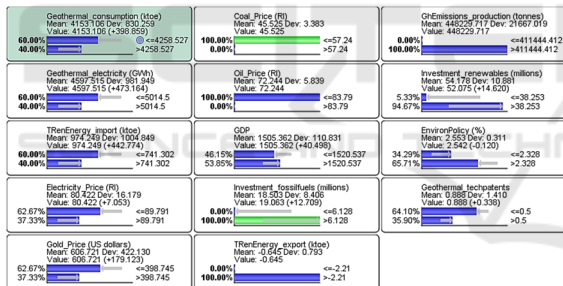 Geothermal_consumption (ktoe)
Mean: 4153.106 Dev: 830.259
Value: 4153.106 (+398.859)
60.00% <=4258.527
40.00% >4258.527
Coal_Price (Rl)
Mean: 45.525 Dev: 3.383
Value: 45.525
100.00% <=57.24
0.00% >57.24
GhEmissions_production (tonnes)
Mean: 448229.717 Dev: 21667.019
Value: 448229.717
0.00% <=411444.412
100.00% >411444.412
Geothermal_electricity (GWh)
Mean: 4597.515 Dev: 981.949
Value: 4597.515 (+473.164)
60.00% <=5014.5
40.00% >5014.5
Oil_Price (Rl)
Mean: 72.244 Dev: 5.839
Value: 72.244
100.00% <=83.79
0.00% >83.79
Investment_renewables (millions)
Mean: 54.178 Dev: 10.881
Value: 52.075 (+14.620)
5.33% <=38.253
94.67% >38.253
TRenEnergy_import (ktoe)
Mean: 974.249 Dev: 1004.849
Value: 974.249 (+442.774)
60.00% <=741.302
40.00% >741.302
GDP
Mean: 1505.362 Dev: 110.831
Value: 1505.362 (+40.498)
46.15% <=1520.537
53.85% >1520.537
EnvironPolicy (%)
Mean: 2.553 Dev: 0.311
Value: 2.542 (-0.120)
34.29% <=2.328
65.71% >2.328
Electricity_Price (Rl)
Mean: 80.422 Dev: 16.179
Value: 80.422 (+7.053)
62.67% <=89.791
37.33% >89.791
Investment_fossilfuels (millions)
Mean: 18.503 Dev: 8.406
Value: 19.063 (+12.709)
0.00% <=6.128
100.00% >6.128
Geothermal_techpatents
Mean: 0.888 Dev: 1.410
Value: 0.888 (+0.338)
64.10% <=0.5
35.90% >0.5
Gold_Price (US dollars)
Mean: 606.721 Dev: 422.130
Value: 606.721 (+179.123)
62.67% <=398.745
37.33% >398.745
TRenEnergy_export (ktoe)
Mean: -0.645 Dev: 0.793
Value: -0.645
0.00% <=-2.21
100.00% >-2.21